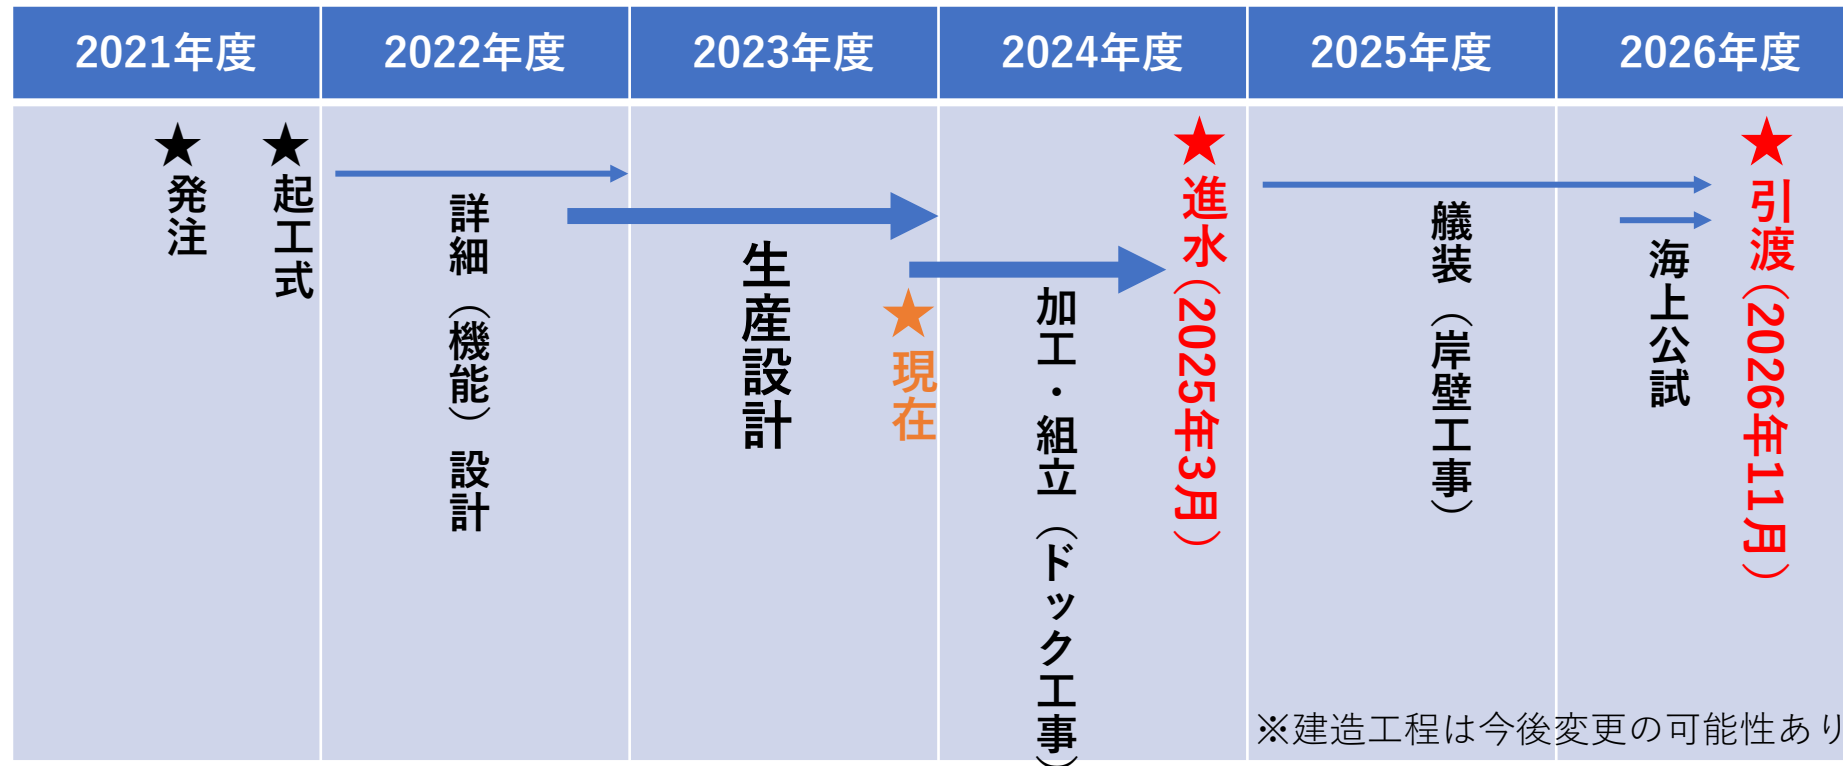 2021年度
2022年度
2023年度
2024年度
2025年度
2026年度
★発注
★起工式
詳細(機能)設計
生産設計
★現在
加工・組立(ドック工事)
★進水(2025年3月)
艤装(岸壁工事)
海上公試
★引渡(2026年11月)
※建造工程は今後変更の可能性あり